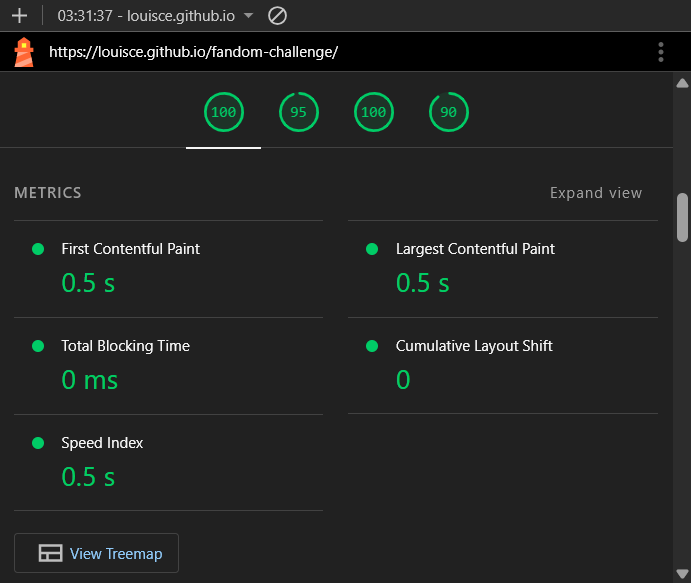 03:31:37 - louisce.github.io
https://louisce.github.io/fandom-challenge/
100 95 100 90
METRICS Expand view
First Contentful Paint Largest Contentful Paint
0.5 s 0.5 s
Total Blocking Time Cumulative Layout Shift
0 ms 0
Speed Index
0.5 s
View Treemap